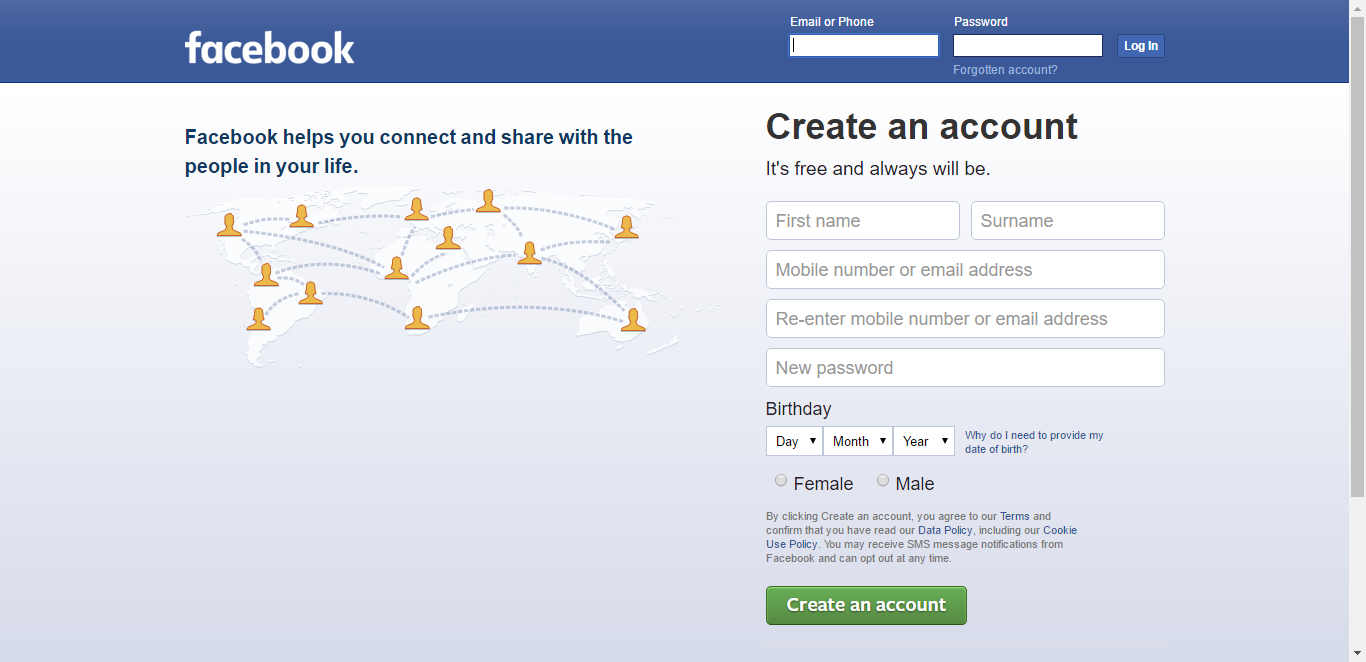 facebook
Email or Phone
Password
Log In
Forgotten account?
Facebook helps you connect and share with the
people in your life.
Create an account
It's free and always will be.
First name
Surname
Mobile number or email address
Re-enter mobile number or email address
New password
Birthday
Day
Month
Year
Why do I need to provide my
date of birth?
Female
Male
By clicking Create an account, you agree to our Terms and
confirm that you have read our Data Policy, including our Cookie
Use Policy. You may receive SMS message notifications from
Facebook and can opt out at any time.
Create an account